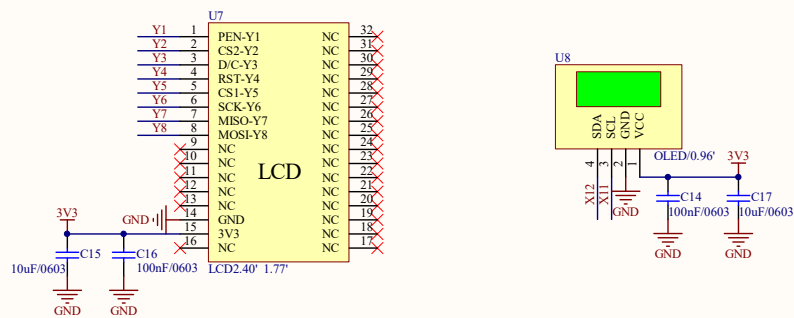 U7
Y1 1 PEN-Y1 NC 32
Y2 2 CS2-Y2 NC 31
Y3 3 D/C-Y3 NC 30
Y4 4 RST-Y4 NC 29
Y5 5 CS1-Y5 NC 28
Y6 6 SCK-Y6 NC 27
Y7 7 MISO-Y7 NC 26
Y8 8 MOSI-Y8 NC 25
9 NC NC 24
10 NC NC 23
11 NC NC 22
12 NC NC 21
13 NC NC 20
GND 14 GND NC 19
3V3 15 3V3 NC 18
16 NC NC 17
LCD
LCD2.40' 1.77'
C15
10uF/0603
GND
C16
100nF/0603
GND
U8
SDA SCL GND VCC
4 3 2 1
OLED/0.96'
X12 X11
GND
3V3
C14
100nF/0603
GND
C17
10uF/0603
GND